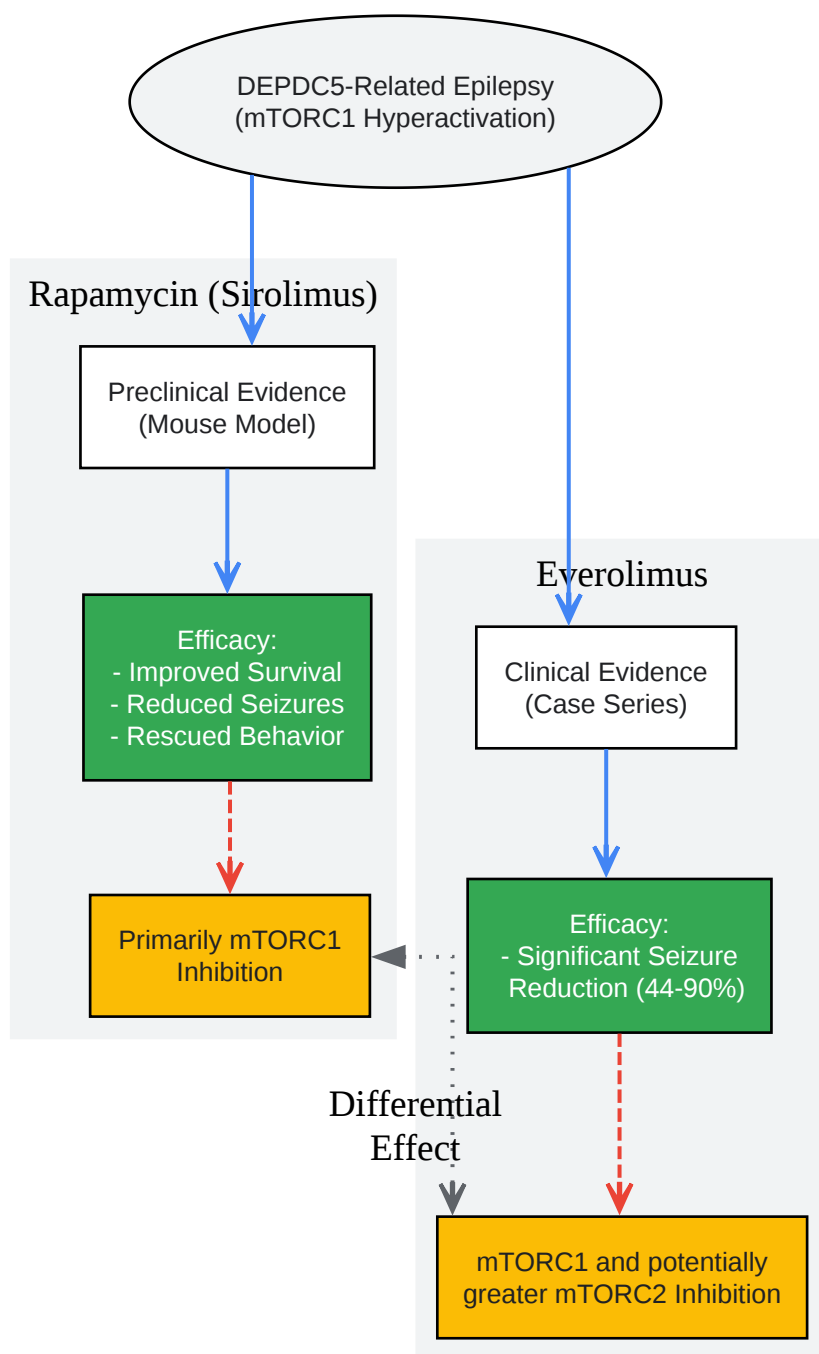 DEPDC5-Related Epilepsy
(mTORC1 Hyperactivation)
Rapamycin (Sirolimus)
Preclinical Evidence
(Mouse Model)
Efficacy:
- Improved Survival
- Reduced Seizures
- Rescued Behavior
Primarily mTORC1
Inhibition
Everolimus
Clinical Evidence
(Case Series)
Efficacy:
- Significant Seizure
Reduction (44-90%)
Differential
Effect
mTORC1 and potentially
greater mTORC2 Inhibition